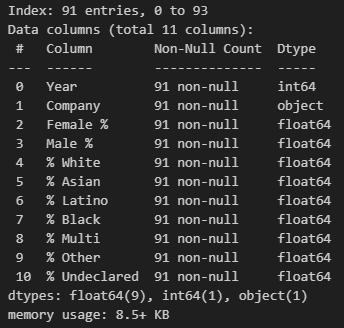 Index: 91 entries, 0 to 93
Data columns (total 11 columns):
 #   Column        Non-Null Count  Dtype
---  ------        --------------  -----
 0   Year          91 non-null     int64
 1   Company       91 non-null     object
 2   Female %      91 non-null     float64
 3   Male %        91 non-null     float64
 4   % White       91 non-null     float64
 5   % Asian       91 non-null     float64
 6   % Latino      91 non-null     float64
 7   % Black       91 non-null     float64
 8   % Multi       91 non-null     float64
 9   % Other       91 non-null     float64
 10  % Undeclared  91 non-null     float64
dtypes: float64(9), int64(1), object(1)
memory usage: 8.5+ KB